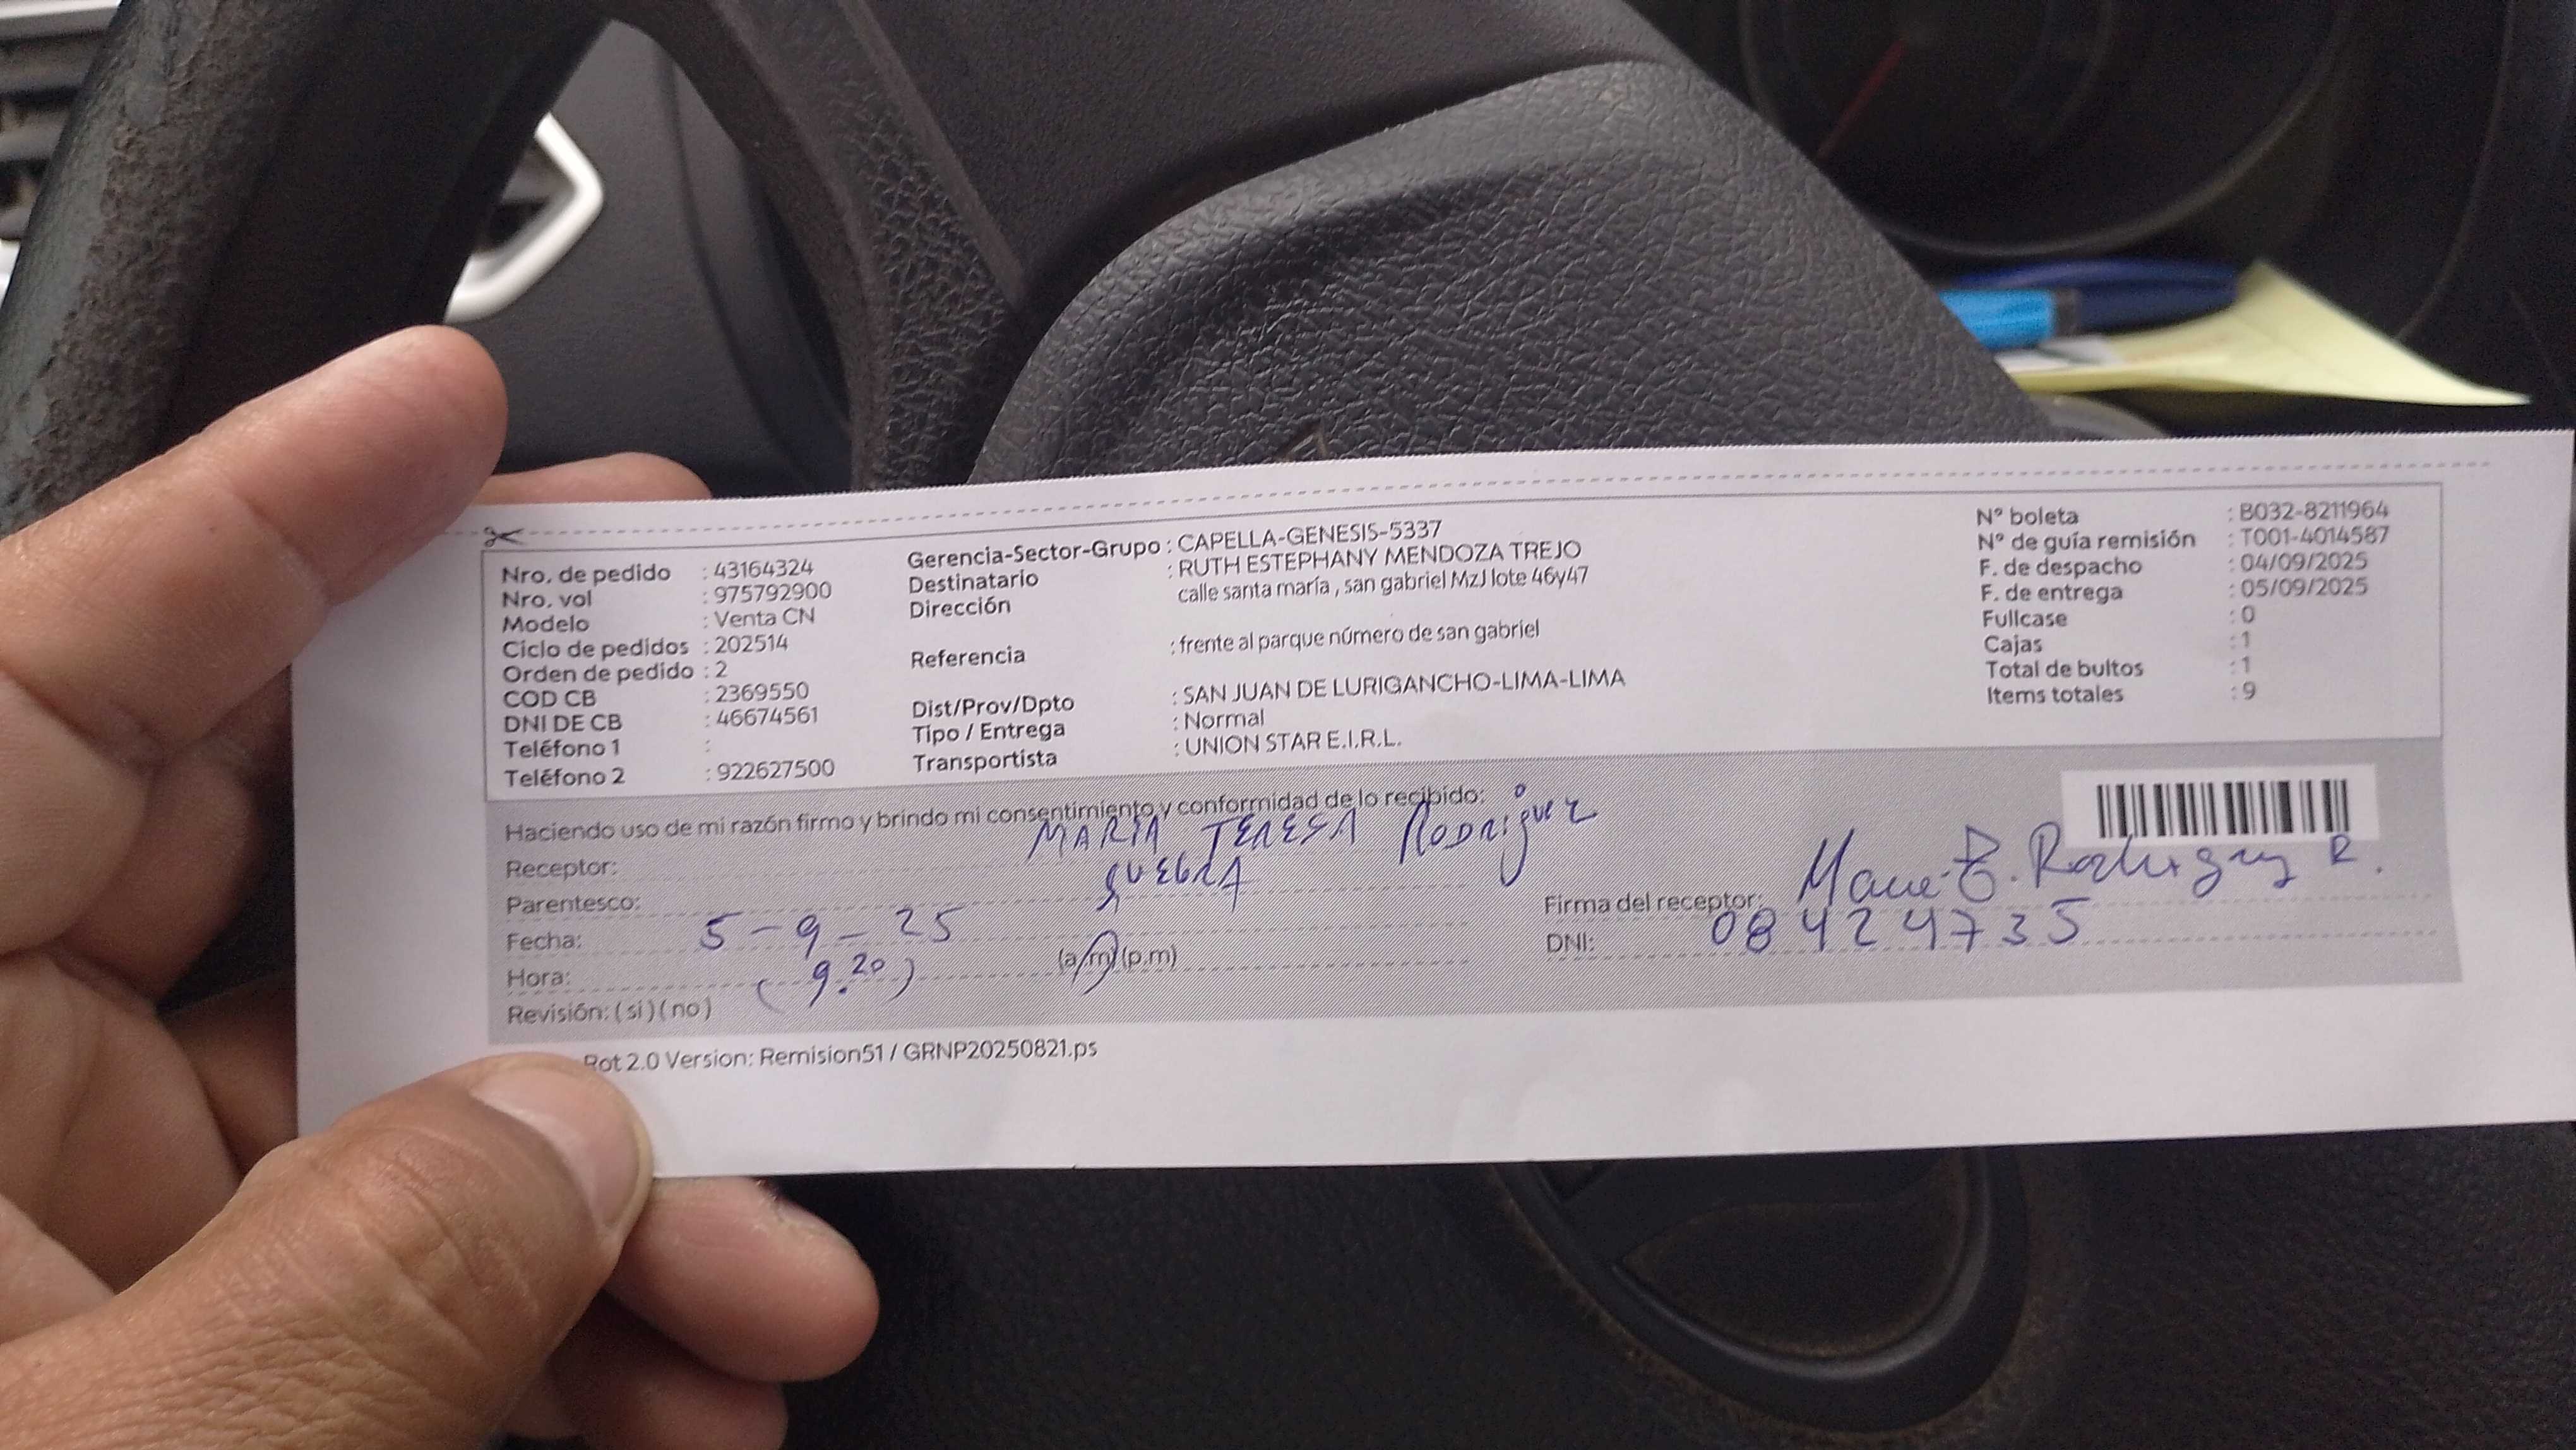 Nro. de pedido : 43164324
Nro. vol : 975792900
Modelo : Venta CN
Ciclo de pedidos : 202514
Orden de pedido : 2
COD CB : 2369550
DNI DE CB : 46674561
Teléfono 1 :
Teléfono 2 : 922627500
Gerencia-Sector-Grupo : CAPELLA-GENESIS-5337
Destinatario : RUTH ESTEPHANY MENDOZA TREJO
Dirección calle santa maría , san gabriel MzJ lote 46y47
Referencia : frente al parque número de san gabriel
Dist/Prov/Dpto : SAN JUAN DE LURIGANCHO-LIMA-LIMA
Tipo / Entrega : Normal
Transportista : UNION STAR E.I.R.L.
N° boleta : B032-8211964
N° de guía remisión : T001-4014587
F. de despacho : 04/09/2025
F. de entrega : 05/09/2025
Fullcase : 0
Cajas : 1
Total de bultos : 1
Items totales : 9
Haciendo uso de mi razón firmo y brindo mi consentimiento y conformidad de lo recibido:
Receptor: MARIA TERESA RODRIGUEZ
Parentesco: SUEGRA
Fecha: 5-9-25
Hora: (9:20) (a.m) (p.m)
Revisión: ( si ) ( no )
Firma del receptor: Rodriguez R.
DNI: 08424735
Rot 2.0 Version: Remision51 / GRNP20250821.ps